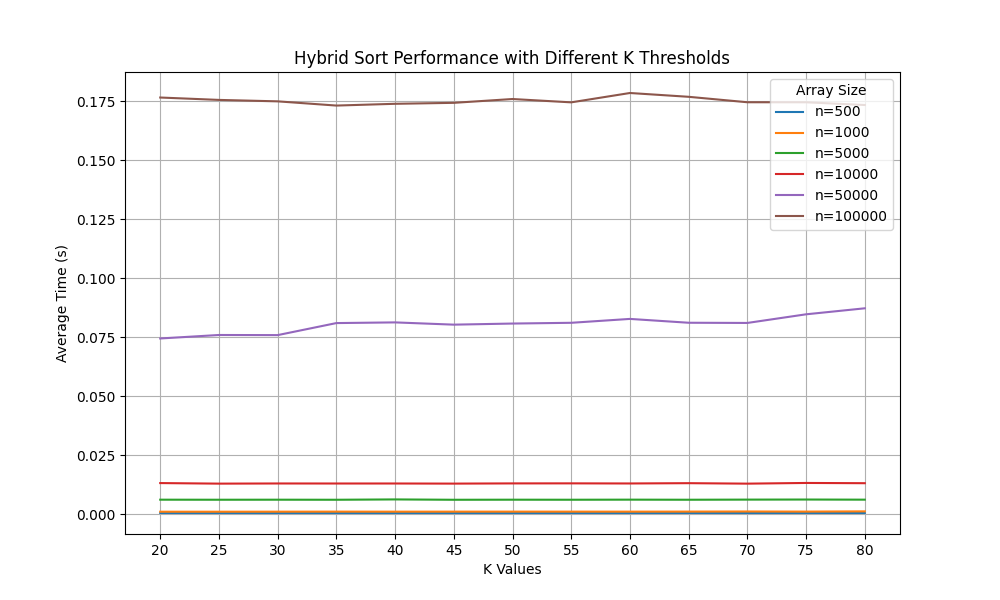 Hybrid Sort Performance with Different K Thresholds
Array Size
n=500
n=1000
n=5000
n=10000
n=50000
n=100000
0.175
0.150
0.125
0.100
0.075
0.050
0.025
0.000
Average Time (s)
20 25 30 35 40 45 50 55 60 65 70 75 80
K Values